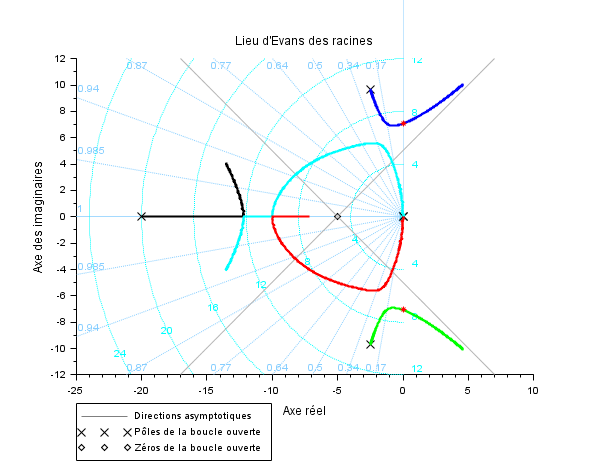 Lieu d'Evans des racines
12
10
8
6
4
2
0
-2
-4
-6
-8
-10
-12
Axe des imaginaires
0.87 0.78 0.64 0.5 0.34 0.17 12
0.94
8
0.985
4
1
4
0.985 8 4
12
16
0.94 20 8
24
0.87 0.78 0.64 0.5 0.34 0.17 12
-25 -20 -15 -10 -5 0 5 10
Axe réel
Directions asymptotiques
Pôles de la boucle ouverte
Zéros de la boucle ouverte